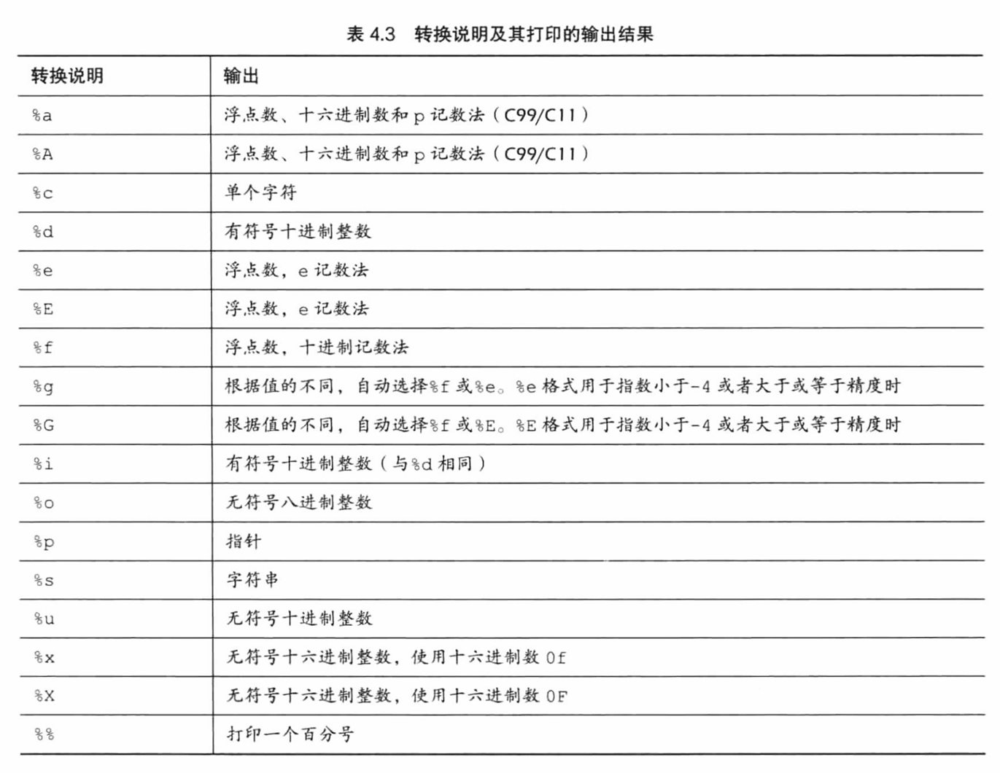 表 4.3 转换说明及其打印的输出结果
转换说明 输出
%a 浮点数、十六进制数和 p 记数法（C99/C11）
%A 浮点数、十六进制数和 p 记数法（C99/C11）
%c 单个字符
%d 有符号十进制整数
%e 浮点数，e 记数法
%E 浮点数，e 记数法
%f 浮点数，十进制记数法
%g 根据值的不同，自动选择%f 或%e。%e 格式用于指数小于-4 或者大于或等于精度时
%G 根据值的不同，自动选择%f 或%E。%E 格式用于指数小于-4 或者大于或等于精度时
%i 有符号十进制整数（与%d 相同）
%o 无符号八进制整数
%p 指针
%s 字符串
%u 无符号十进制整数
%x 无符号十六进制整数，使用十六进制数 0f
%X 无符号十六进制整数，使用十六进制数 0F
%% 打印一个百分号